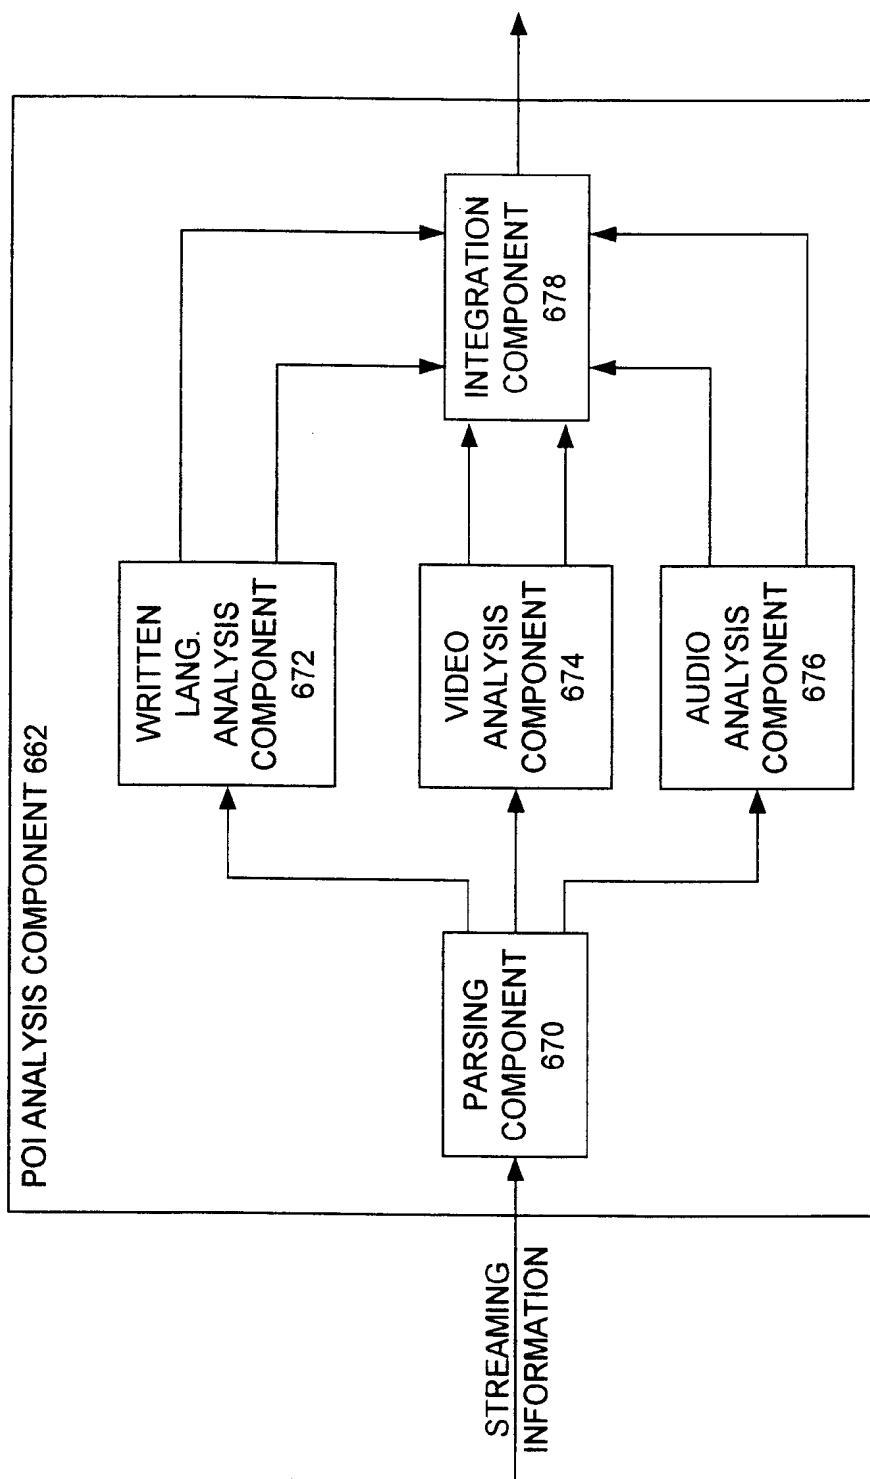 POI ANALYSIS COMPONENT 662
STREAMING
INFORMATION
PARSING
COMPONENT
670
WRITTEN
LANG.
ANALYSIS
COMPONENT
672
VIDEO
ANALYSIS
COMPONENT
674
AUDIO
ANALYSIS
COMPONENT
676
INTEGRATION
COMPONENT
678